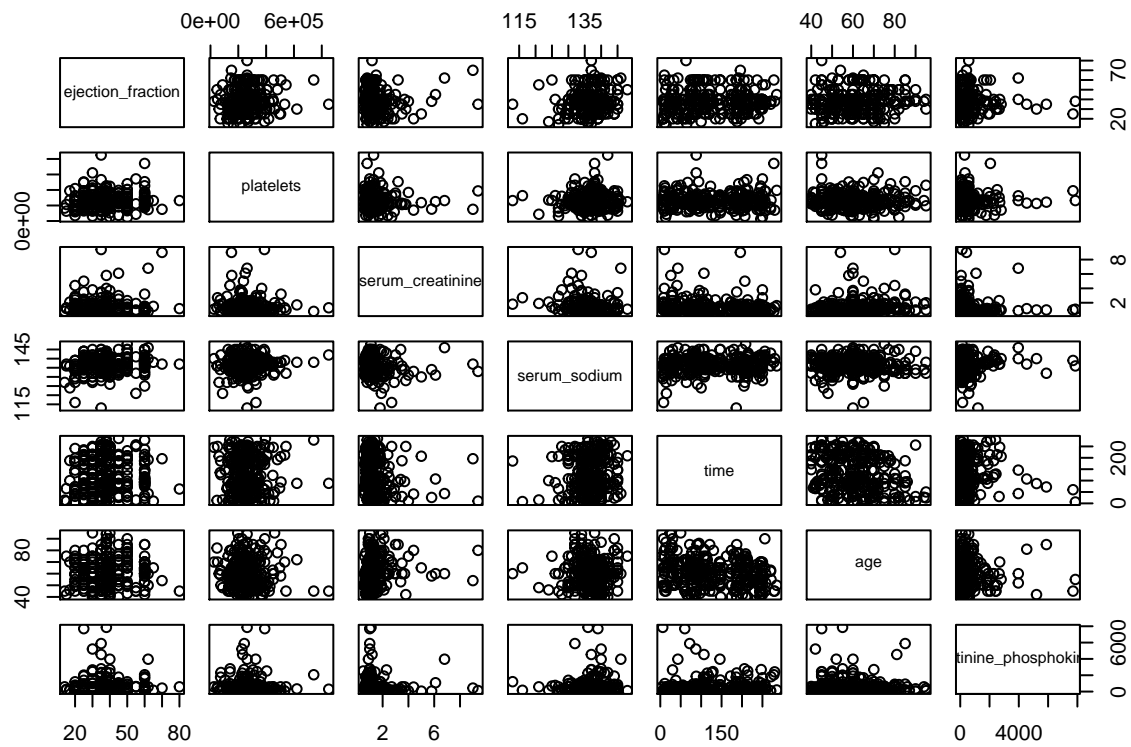 0e+00 6e+05 115 135 40 60 80
ejection_fraction 20 70
0e+00 platelets
serum_creatinine 2 8
115 145 serum_sodium
time 0 200
40 80 age
tinine_phosphokin 0 6000
20 50 80 2 6 0 150 0 4000